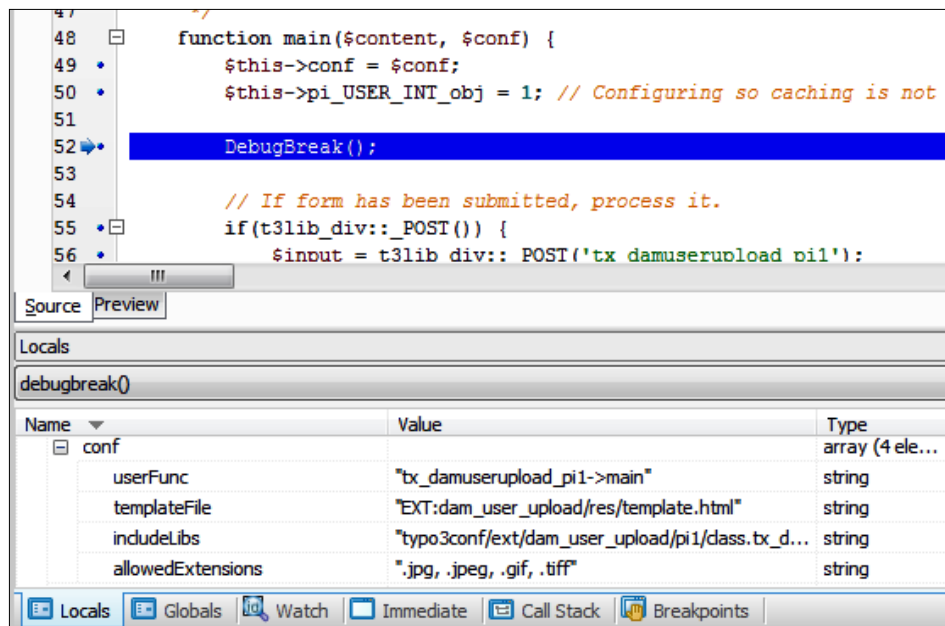 47 */
48 function main($content, $conf) {
49 $this->conf = $conf;
50 $this->pi_USER_INT_obj = 1; // Configuring so caching is not
51
52 DebugBreak();
53
54 // If form has been submitted, process it.
55 if(t3lib_div::_POST()) {
56 $input = t3lib_div::_POST('tx_damuserupload_pi1');
Source Preview
Locals
debugbreak()
Name Value Type
conf array (4 ele...
userFunc "tx_damuserupload_pi1->main" string
templateFile "EXT:dam_user_upload/res/template.html" string
includeLibs "typo3conf/ext/dam_user_upload/pi1/class.tx_d... string
allowedExtensions ".jpg, .jpeg, .gif, .tiff" string
Locals Globals Watch Immediate Call Stack Breakpoints